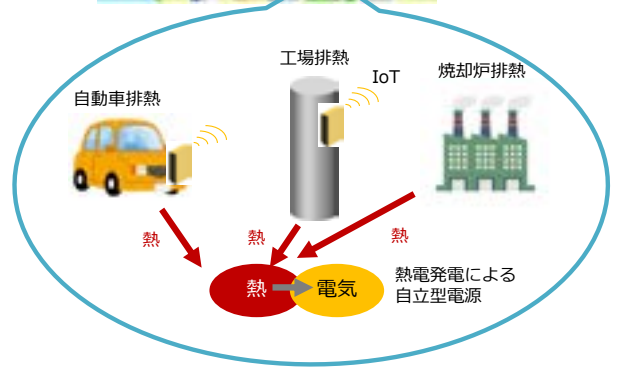 工場排熱
IoT
焼却炉排熱
自動車排熱
熱
熱
熱
熱
電気
熱電発電による
自立型電源